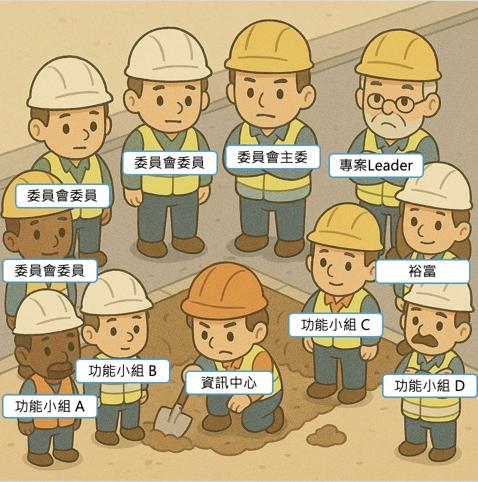 委員會委員
委員會委員
委員會主委
專案Leader
委員會委員
裕富
功能小組 A
功能小組 B
資訊中心
功能小組 C
功能小組 D